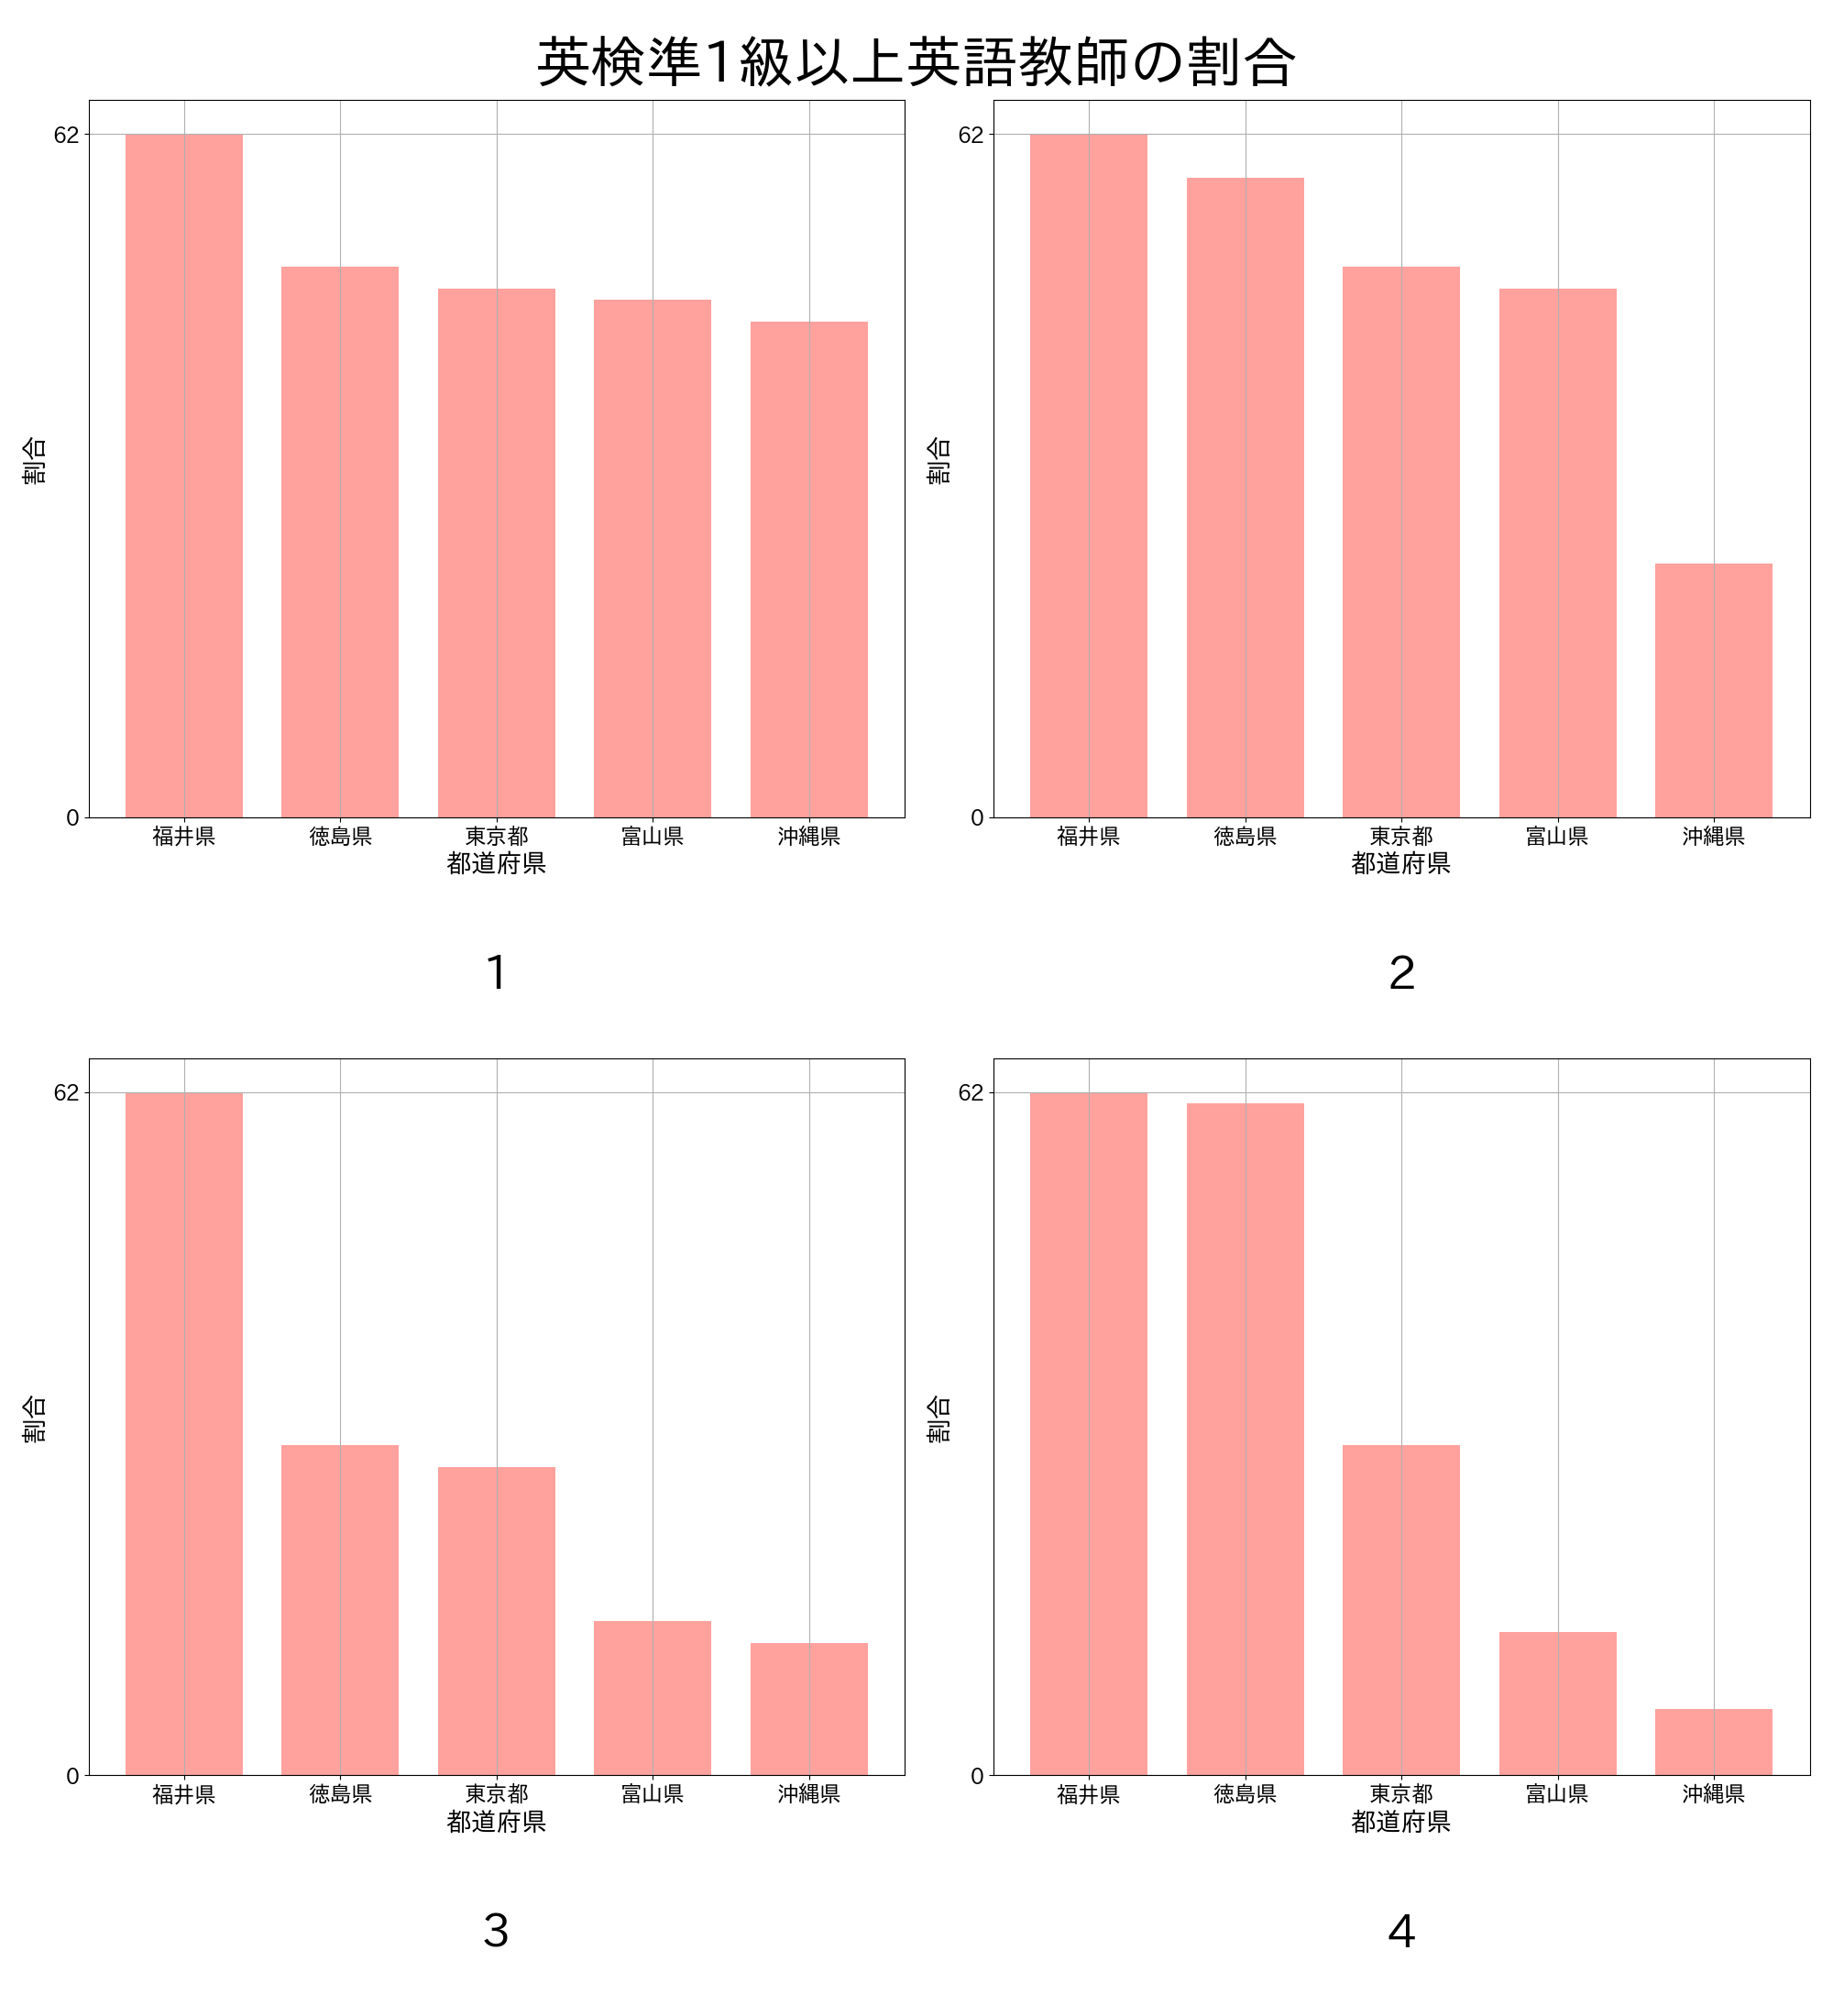 英検準1級以上英語教師の割合
62
0
割合
福井県 徳島県 東京都 富山県 沖縄県
都道府県
1
62
0
割合
福井県 徳島県 東京都 富山県 沖縄県
都道府県
2
62
0
割合
福井県 徳島県 東京都 富山県 沖縄県
都道府県
3
62
0
割合
福井県 徳島県 東京都 富山県 沖縄県
都道府県
4